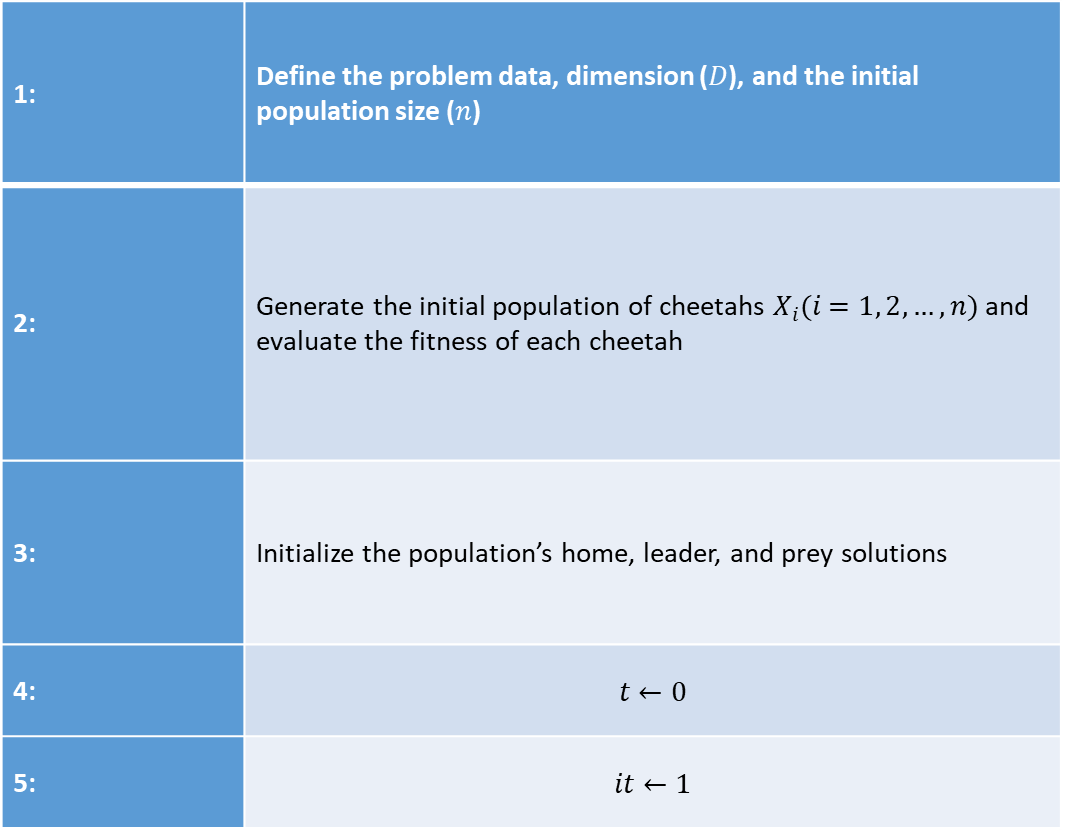 1:
Define the problem data, dimension (D), and the initial
population size (n)
2:
Generate the initial population of cheetahs Xᵢ(i = 1, 2, … , n) and
evaluate the fitness of each cheetah
3:
Initialize the population’s home, leader, and prey solutions
4:
t ← 0
5:
it ← 1